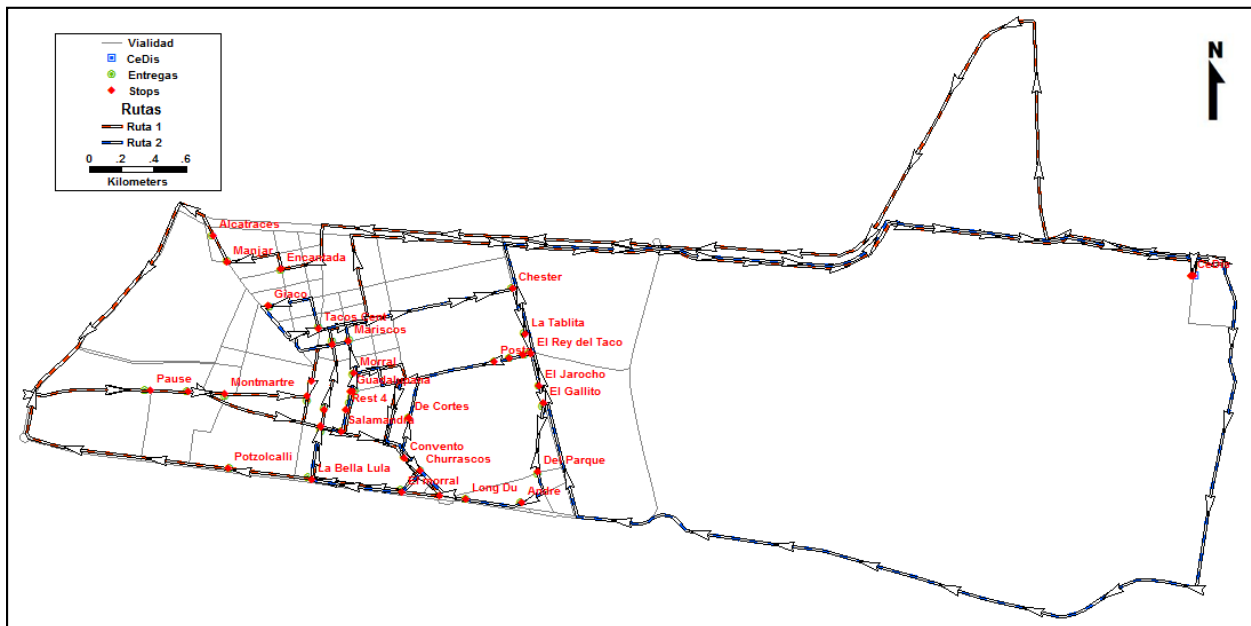 Vialidad
CeDis
Entregas
Stops
Rutas
Ruta 1
Ruta 2
0 .2 .4 .6
Kilometers
N
Alcatraces
Manjar
Encantada
CeDis
Giaco
Chester
Tacos Gent
Mariscos
La Tablita
El Rey del Taco
Posta
Morral
Pause
Montmartre
Guadalupana
El Jarocho
El Gallito
Rest 4
De Cortes
Salamandra
Convento
Churrascos
Del Parque
Potzolcalli
La Bella Lula
El morral
Long Du
Andre